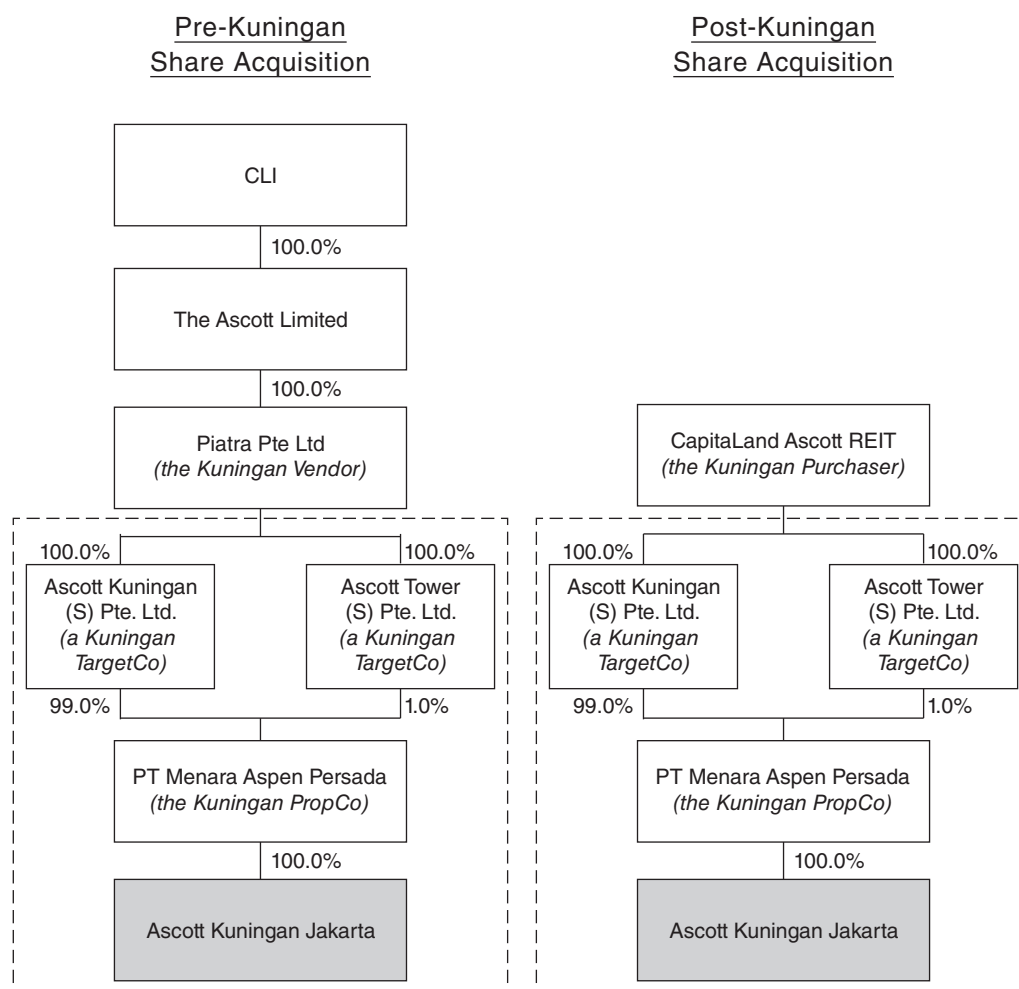 Pre-Kuningan
Share Acquisition
CLI
100.0%
The Ascott Limited
100.0%
Piatra Pte Ltd
(the Kuningan Vendor)
100.0%
100.0%
Ascott Kuningan
(S) Pte. Ltd.
(a Kuningan
TargetCo)
Ascott Tower
(S) Pte. Ltd.
(a Kuningan
TargetCo)
99.0%
1.0%
PT Menara Aspen Persada
(the Kuningan PropCo)
100.0%
Ascott Kuningan Jakarta
Post-Kuningan
Share Acquisition
CapitaLand Ascott REIT
(the Kuningan Purchaser)
100.0%
100.0%
Ascott Kuningan
(S) Pte. Ltd.
(a Kuningan
TargetCo)
Ascott Tower
(S) Pte. Ltd.
(a Kuningan
TargetCo)
99.0%
1.0%
PT Menara Aspen Persada
(the Kuningan PropCo)
100.0%
Ascott Kuningan Jakarta